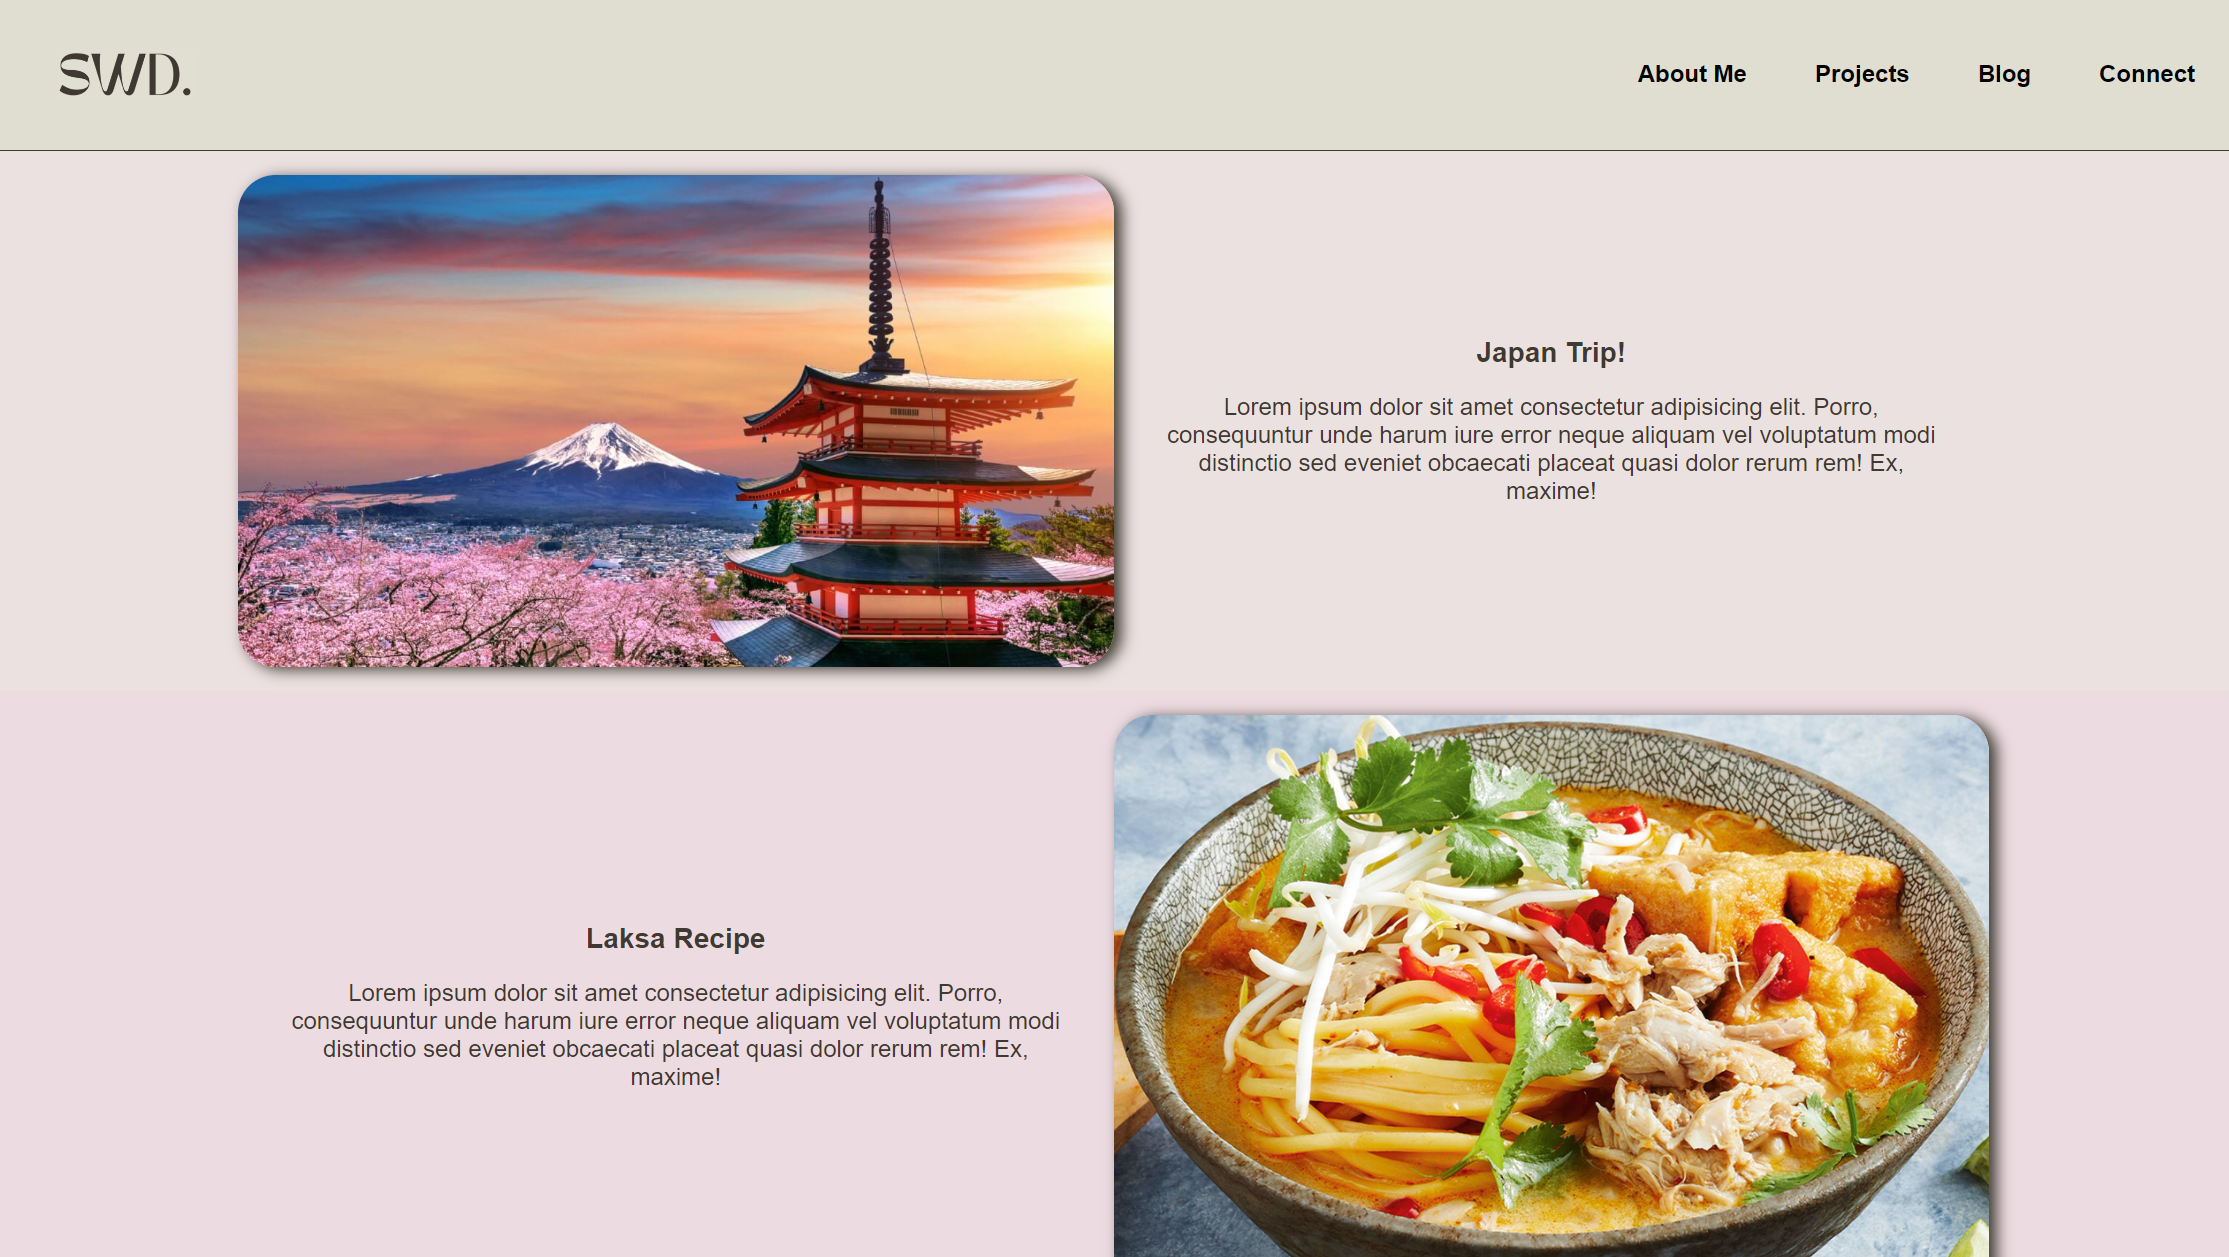 SWD.
About Me
Projects
Blog
Connect
Japan Trip!
Lorem ipsum dolor sit amet consectetur adipisicing elit. Porro,
consequuntur unde harum iure error neque aliquam vel voluptatum modi
distinctio sed eveniet obcaecati placeat quasi dolor rerum rem! Ex,
maxime!
Laksa Recipe
Lorem ipsum dolor sit amet consectetur adipisicing elit. Porro,
consequuntur unde harum iure error neque aliquam vel voluptatum modi
distinctio sed eveniet obcaecati placeat quasi dolor rerum rem! Ex,
maxime!